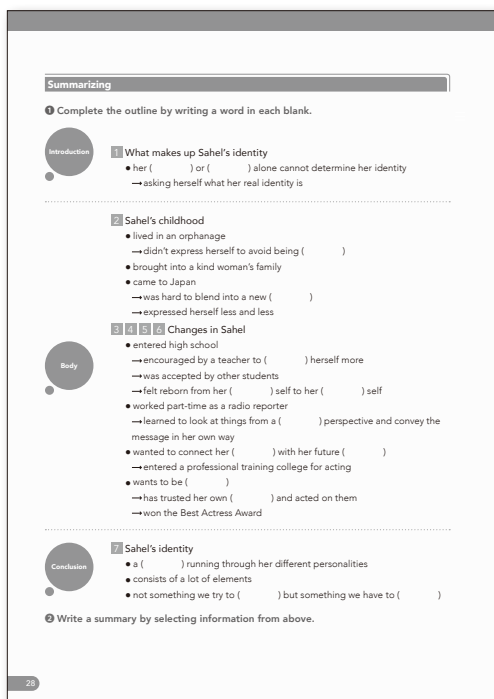 Summarizing
❶ Complete the outline by writing a word in each blank.
Introduction
1 What makes up Sahel's identity
● her (          ) or (          ) alone cannot determine her identity
→asking herself what her real identity is
2 Sahel's childhood
● lived in an orphanage
→didn't express herself to avoid being (          )
● brought into a kind woman's family
● came to Japan
→was hard to blend into a new (          )
→expressed herself less and less
3 4 5 6 Changes in Sahel
● entered high school
→encouraged by a teacher to (          ) herself more
Body
→was accepted by other students
→felt reborn from her (          ) self to her (          ) self
● worked part-time as a radio reporter
→learned to look at things from a (          ) perspective and convey the
message in her own way
● wanted to connect her (          ) with her future (          )
→entered a professional training college for acting
● wants to be (          )
→has trusted her own (          ) and acted on them
→won the Best Actress Award
Conclusion
7 Sahel's identity
● a (          ) running through her different personalities
● consists of a lot of elements
● not something we try to (          ) but something we have to (          )
❷ Write a summary by selecting information from above.
28